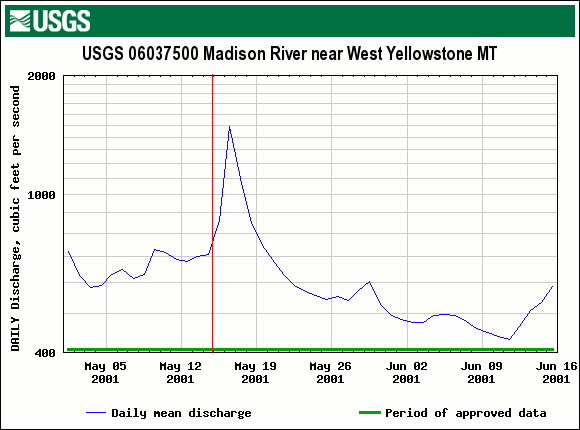 USGS
USGS 06037500 Madison River near West Yellowstone MT
DAILY Discharge, cubic feet per second
2000
1000
400
May 05 May 12 May 19 May 26 Jun 02 Jun 09 Jun 16
2001 2001 2001 2001 2001 2001 2001
Daily mean discharge Period of approved data